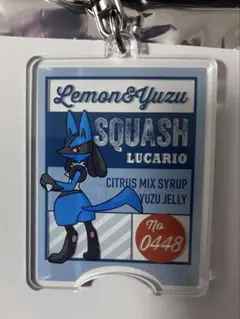 Lemon&Yuzu
SQUASH
LUCARIO
CITRUS MIX SYRUP
YUZU JELLY
No
0448